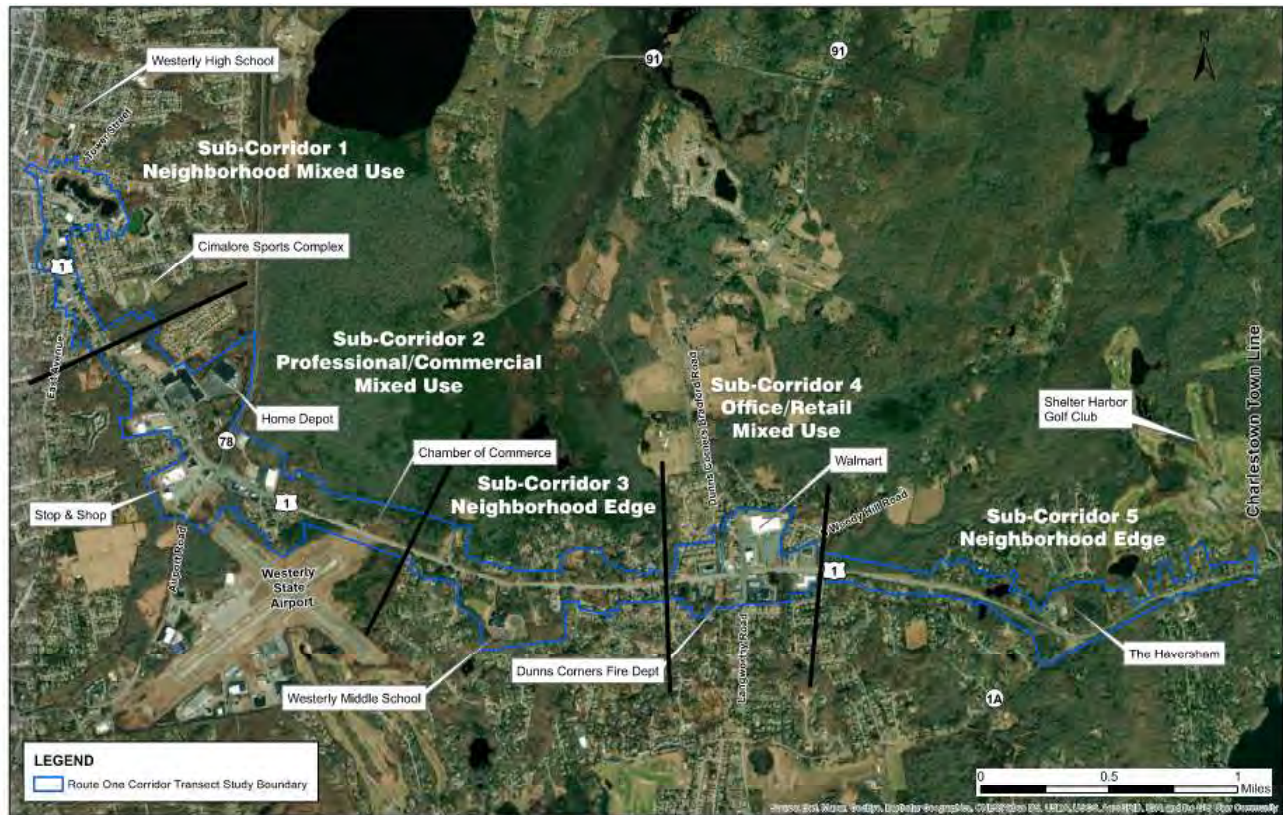 91
91
N
Westerly High School
Tower Street
Sub-Corridor 1
Neighborhood Mixed Use
Cimalore Sports Complex
1
East Avenue
Sub-Corridor 2
Professional/Commercial
Mixed Use
Home Depot
78
Chamber of Commerce
Stop & Shop
1
Airport Road
Westerly
State
Airport
Sub-Corridor 3
Neighborhood Edge
Westerly Middle School
Dunns Corners Bradford Road
Sub-Corridor 4
Office/Retail
Mixed Use
Walmart
Woody Hill Road
Dunns Corners Fire Dept
Langworthy Road
1
Sub-Corridor 5
Neighborhood Edge
Shelter Harbor
Golf Club
Charlestown Town Line
The Haversham
1A
LEGEND
Route One Corridor Transect Study Boundary
0 0.5 1
Miles